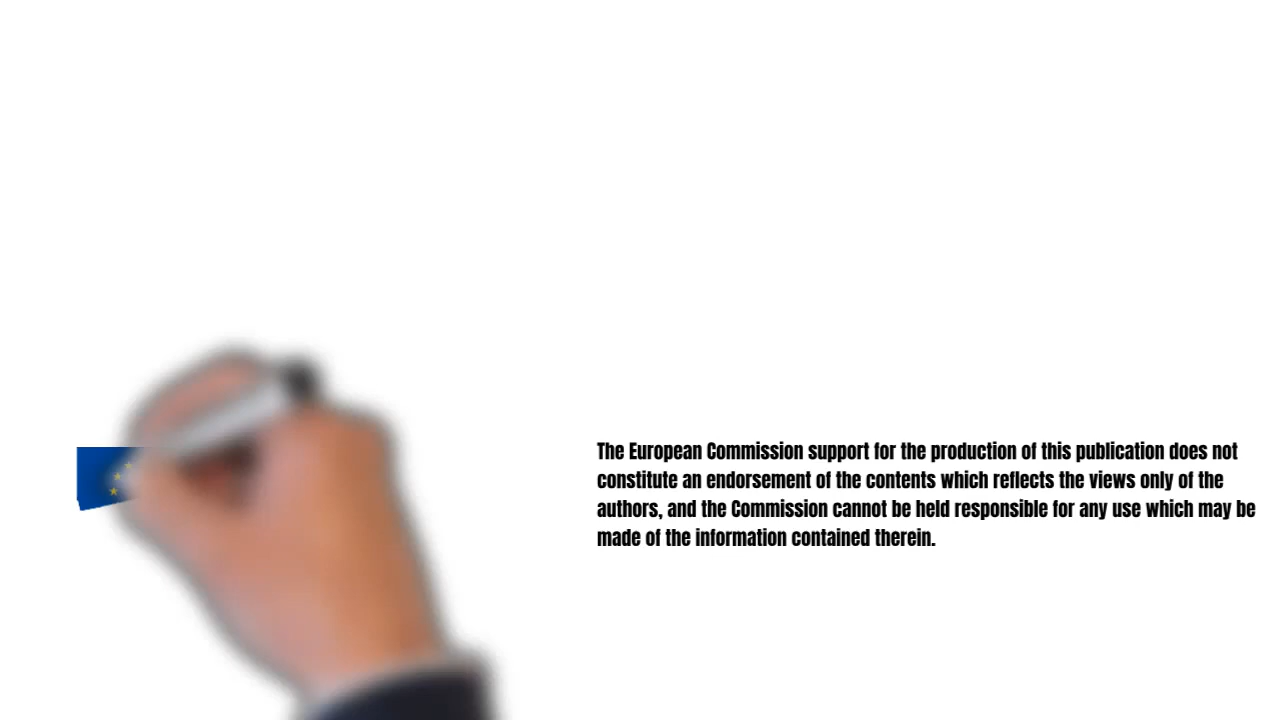 The European Commission support for the production of this publication does not
constitute an endorsement of the contents which reflects the views only of the
authors, and the Commission cannot be held responsible for any use which may be
made of the information contained therein.